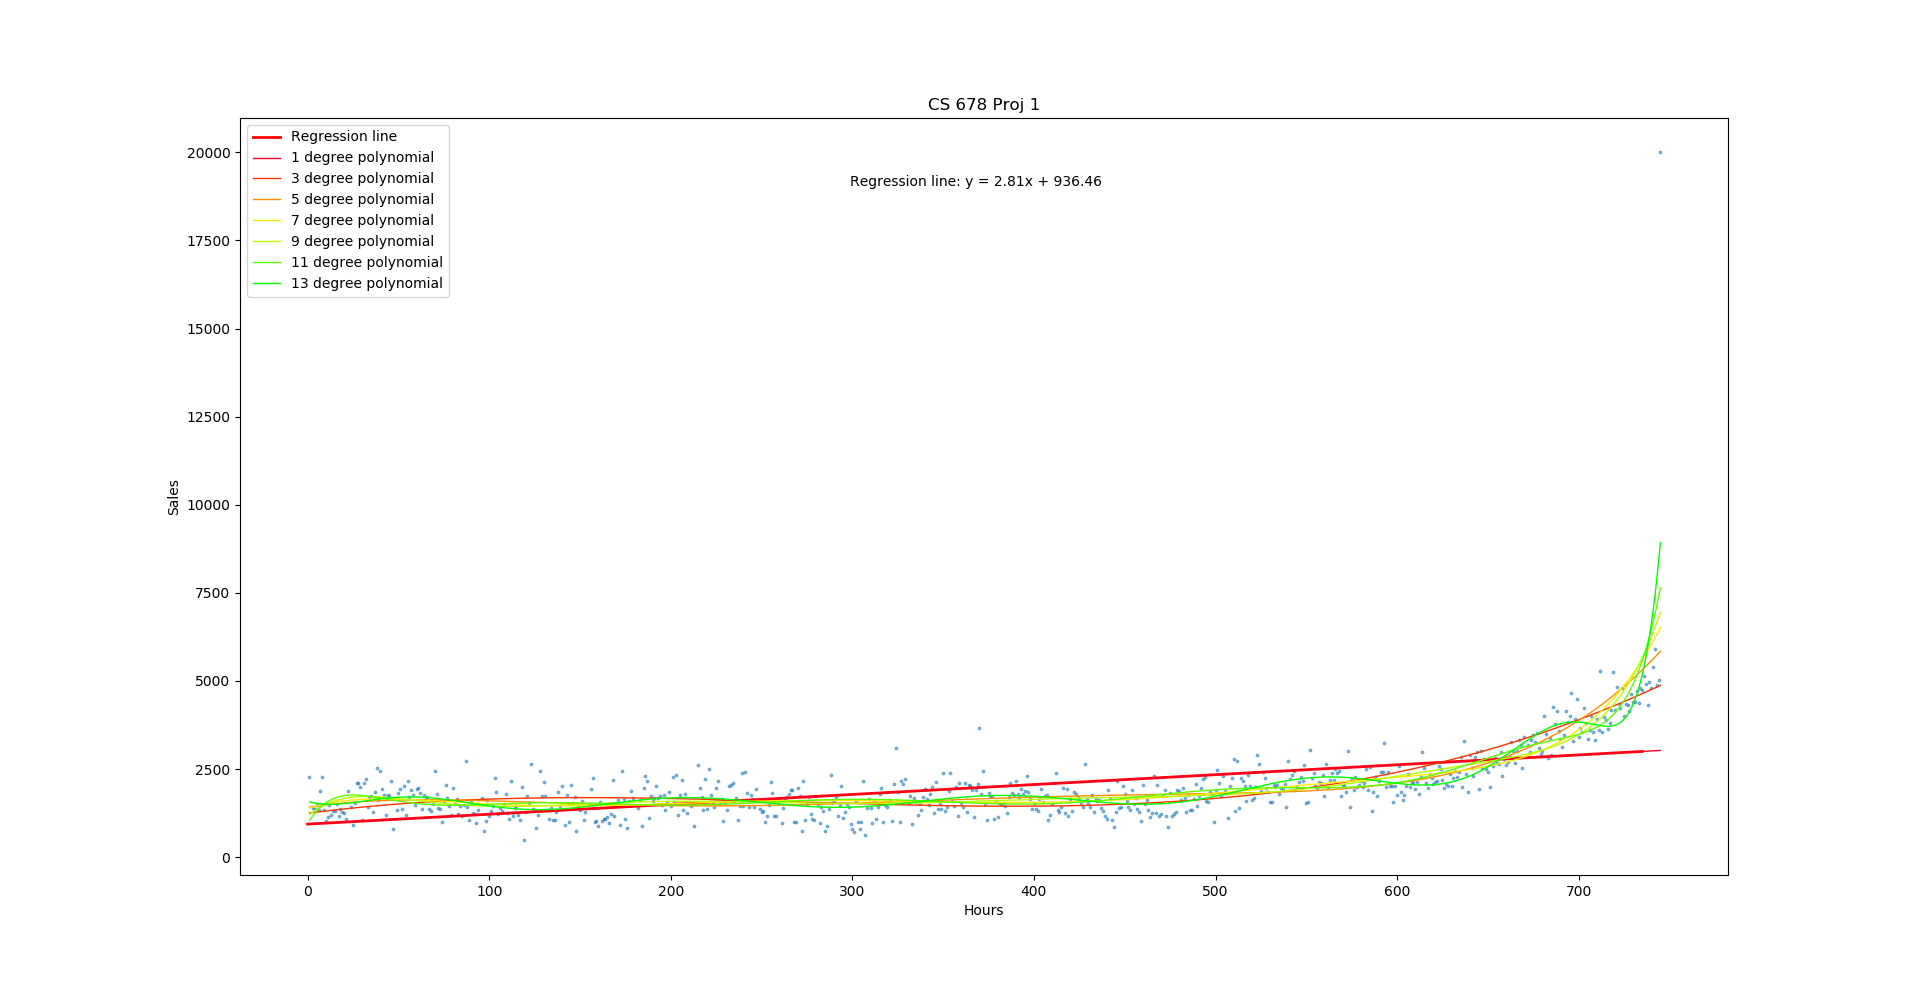 CS 678 Proj 1
Regression line
1 degree polynomial
3 degree polynomial
5 degree polynomial
7 degree polynomial
9 degree polynomial
11 degree polynomial
13 degree polynomial
Regression line: y = 2.81x + 936.46
20000
17500
15000
12500
10000
7500
5000
2500
0
Sales
0 100 200 300 400 500 600 700
Hours